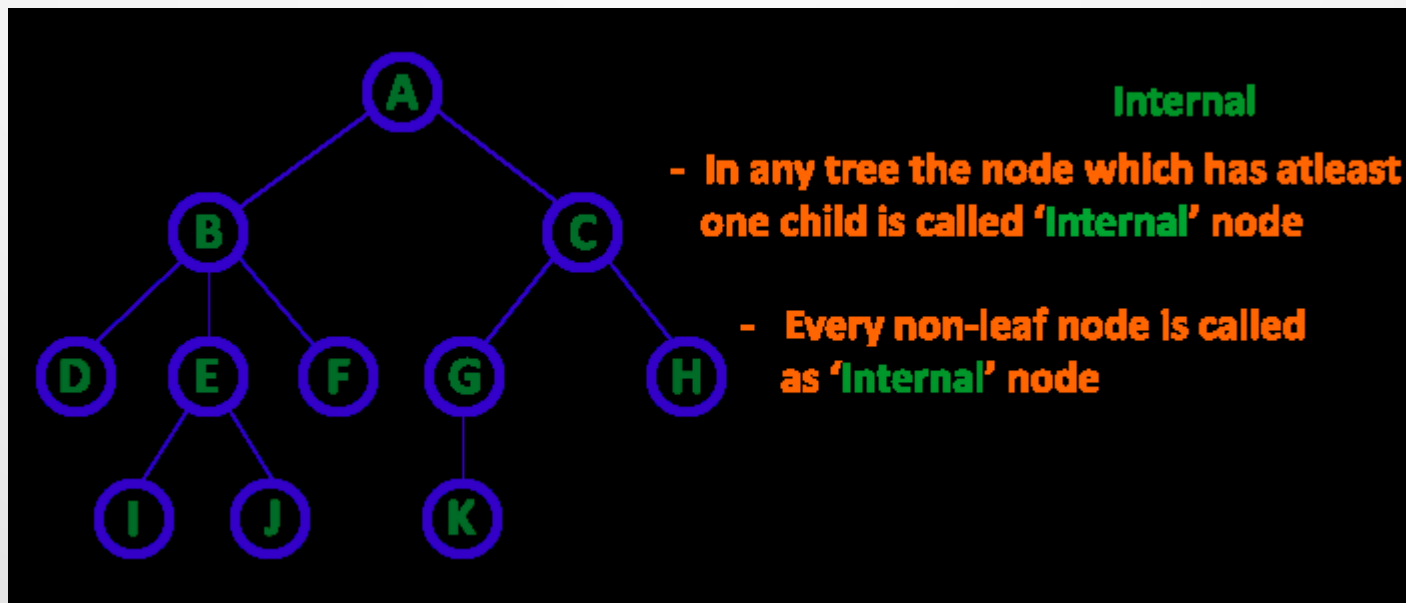 A
Internal
- In any tree the node which has atleast
one child is called ‘Internal’ node
B C
- Every non-leaf node is called
as ‘Internal’ node
D E F G H
I J K